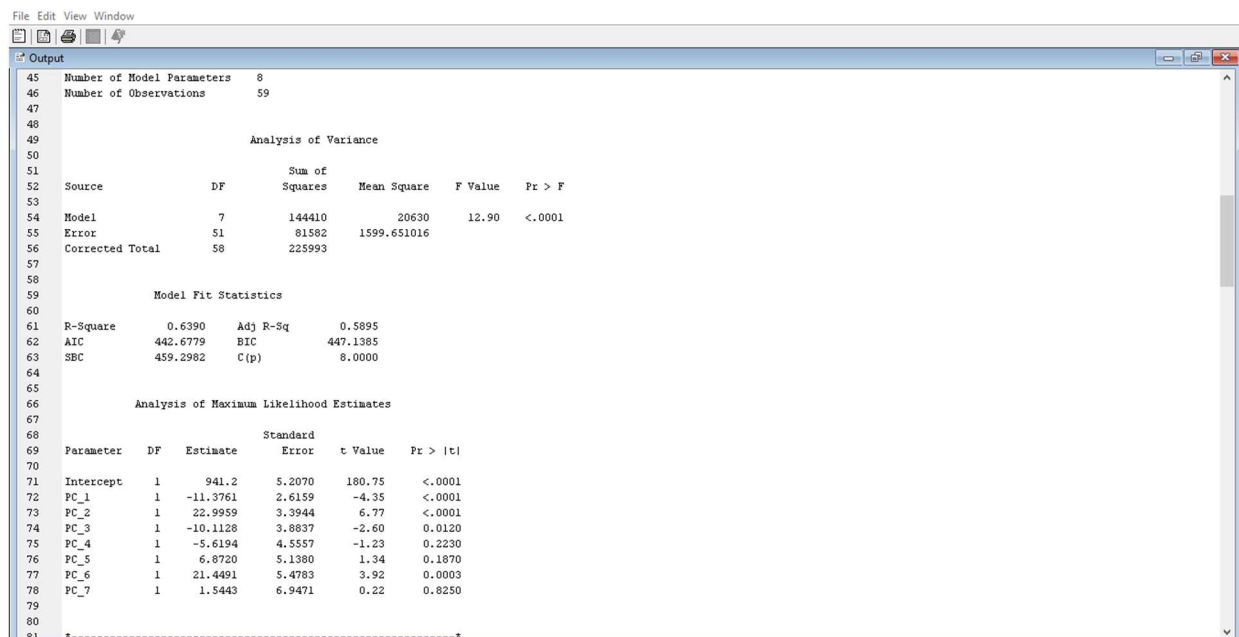 File Edit View Window
Output
45 Number of Model Parameters 8
46 Number of Observations 59
47
48
49 Analysis of Variance
50
51 Sum of
52 Source DF Squares Mean Square F Value Pr > F
53
54 Model 7 144410 20630 12.90 <.0001
55 Error 51 81582 1599.651016
56 Corrected Total 58 225993
57
58
59 Model Fit Statistics
60
61 R-Square 0.6390 Adj R-Sq 0.5895
62 AIC 442.6779 BIC 447.1385
63 SBC 459.2982 C(p) 8.0000
64
65
66 Analysis of Maximum Likelihood Estimates
67
68 Standard
69 Parameter DF Estimate Error t Value Pr > |t|
70
71 Intercept 1 941.2 5.2070 180.75 <.0001
72 PC_1 1 -11.3761 2.6159 -4.35 <.0001
73 PC_2 1 22.9959 3.3944 6.77 <.0001
74 PC_3 1 -10.1128 3.8837 -2.60 0.0120
75 PC_4 1 -5.6194 4.5557 -1.23 0.2230
76 PC_5 1 6.8720 5.1380 1.34 0.1870
77 PC_6 1 21.4491 5.4783 3.92 0.0003
78 PC_7 1 1.5443 6.9471 0.22 0.8250
79
80
81 *------------------------------------------------------------*